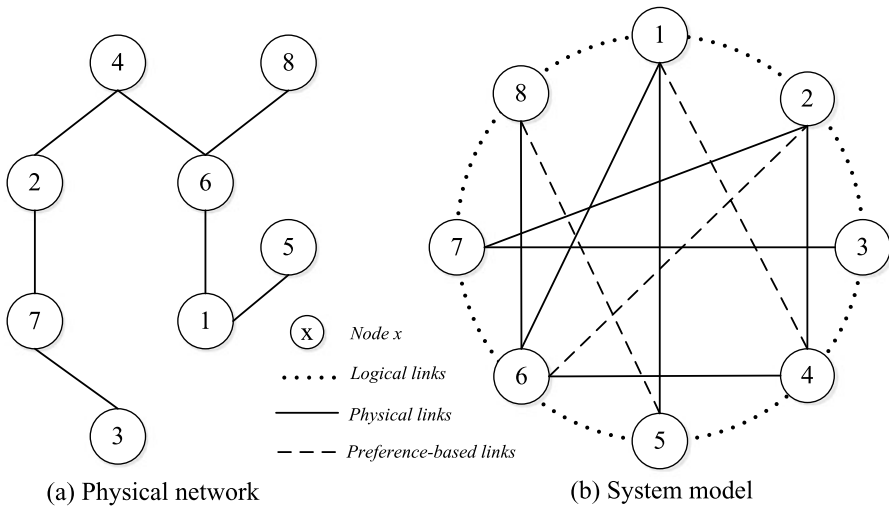 4
8
2
6
5
7
1
3
x Node x
Logical links
Physical links
Preference-based links
(a) Physical network
1
8
2
7
3
6
4
5
(b) System model